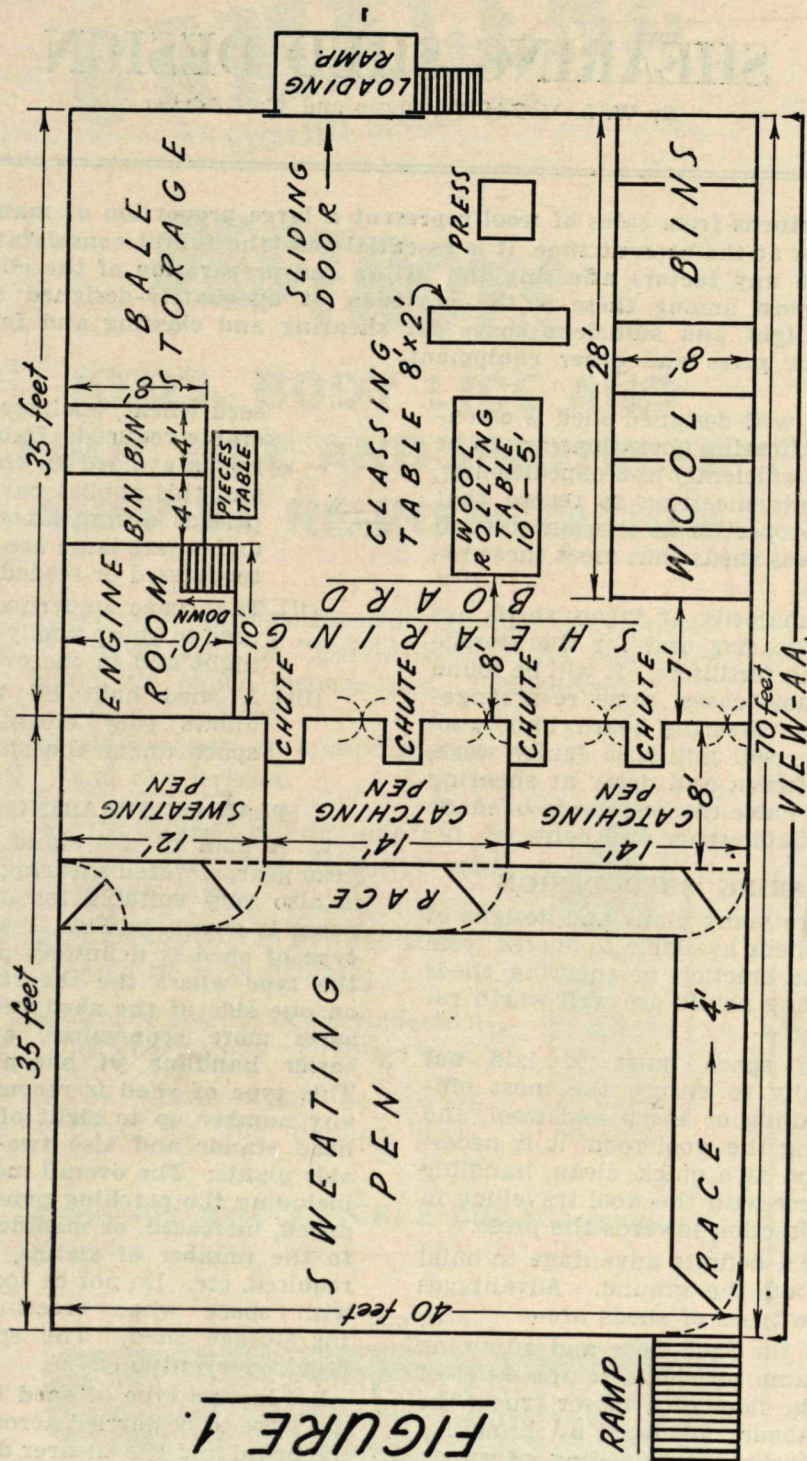 FIGURE 1
35 feet
35 feet
40 feet
70 feet
VIEW-AA.
RAMP
RACE
4'
SWEATING
PEN
RACE
SWEATING
PEN
12'
CATCHING
PEN
14'
CATCHING
PEN
14'
8'
CHUTE
CHUTE
CHUTE
CHUTE
ENGINE
ROOM
10'
10'
DOWN
SHEARING
BOARD
8'
7'
BIN
4'
BIN
4'
8'
PIECES
TABLE
BALE
STORAGE
WOOL
ROLLING
TABLE
10'-5'
CLASSING
TABLE 8'x2'
PRESS
SLIDING
DOOR
LOADING
RAMP
28'
WOOL BINS
8'
1